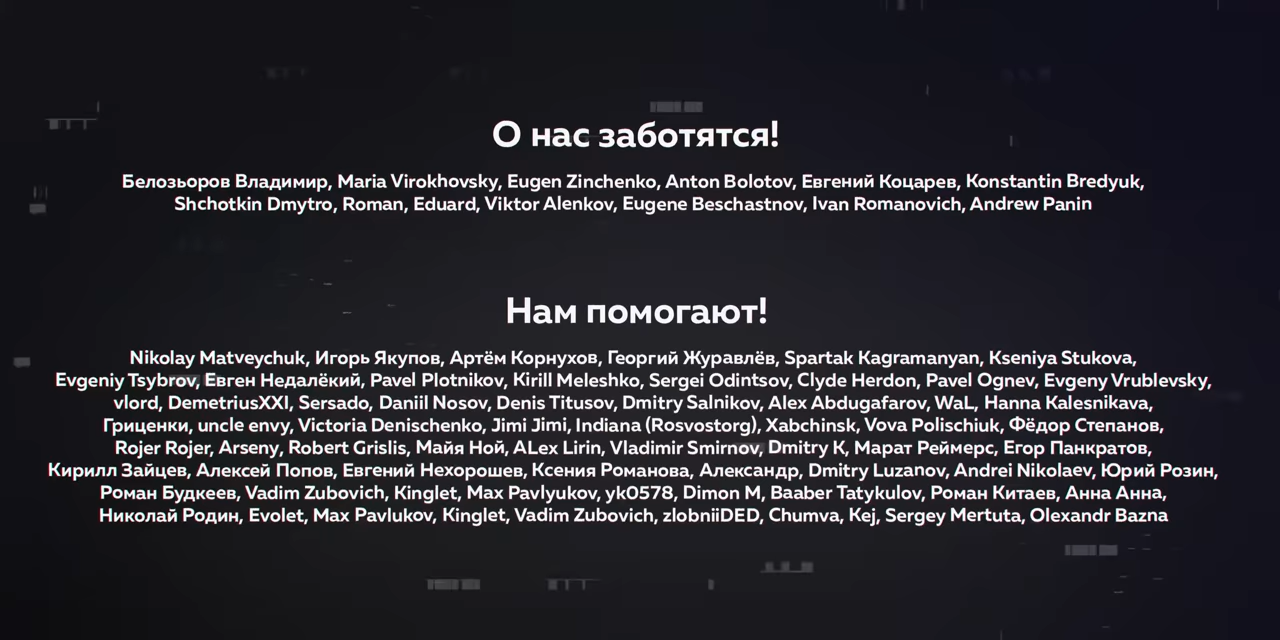 О нас заботятся!
Белозьоров Владимир, Maria Virokhovsky, Eugen Zinchenko, Anton Bolotov, Евгений Коцарев, Konstantin Bredyuk,
Shchotkin Dmytro, Roman, Eduard, Viktor Alenkov, Eugene Beschastnov, Ivan Romanovich, Andrew Panin
Нам помогают!
Nikolay Matveychuk, Игорь Якупов, Артём Корнухов, Георгий Журавлёв, Spartak Kagramanyan, Kseniya Stukova,
Evgeniy Tsybrov, Евген Недалёкий, Pavel Plotnikov, Kirill Meleshko, Sergei Odintsov, Clyde Herdon, Pavel Ognev, Evgeny Vrublevsky,
vlord, DemetriusXXI, Sersado, Daniil Nosov, Denis Titusov, Dmitry Salnikov, Alex Abdugafarov, WaL, Hanna Kalesnikava,
Гриценки, uncle envy, Victoria Denischenko, Jimi Jimi, Indiana (Rosvostorg), Xabchinsk, Vova Polischiuk, Фёдор Степанов,
Rojer Rojer, Arseny, Robert Grislis, Майя Ной, ALex Lirin, Vladimir Smirnov, Dmitry K, Марат Реймерс, Егор Панкратов,
Кирилл Зайцев, Алексей Попов, Евгений Нехорошев, Ксения Романова, Александр, Dmitry Luzanov, Andrei Nikolaev, Юрий Розин,
Роман Будкеев, Vadim Zubovich, Kinglet, Max Pavlyukov, yk0578, Dimon M, Baaber Tatykulov, Роман Китаев, Анна Анна,
Николай Родин, Evolet, Max Pavlukov, Kinglet, Vadim Zubovich, zlobniiDED, Chumva, Kej, Sergey Mertuta, Olexandr Bazna